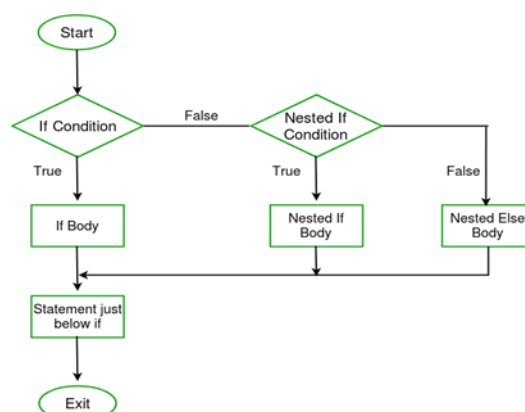 Start
If Condition
False
Nested If
Condition
True
True
False
If Body
Nested If
Body
Nested Else
Body
Statement just
below if
Exit